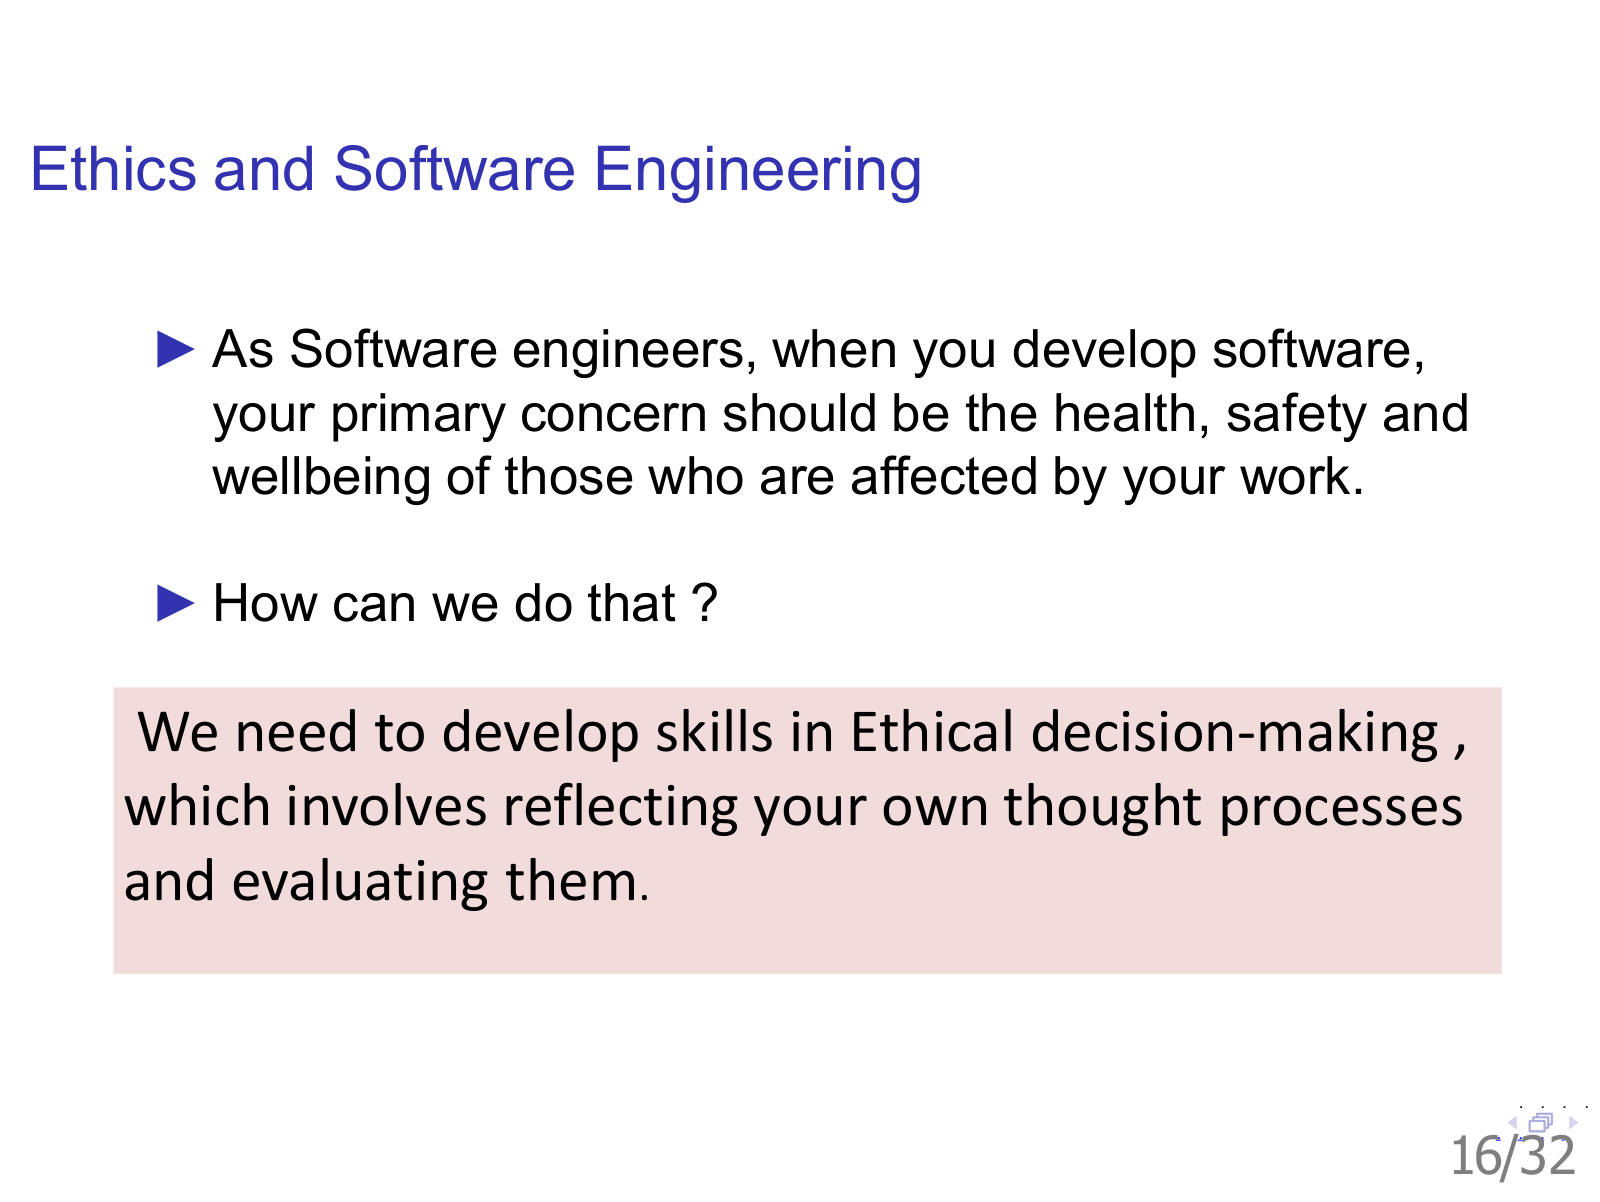 Ethics and Software Engineering
► As Software engineers, when you develop software,
your primary concern should be the health, safety and
wellbeing of those who are affected by your work.
► How can we do that ?
We need to develop skills in Ethical decision-making ,
which involves reflecting your own thought processes
and evaluating them.
16/32